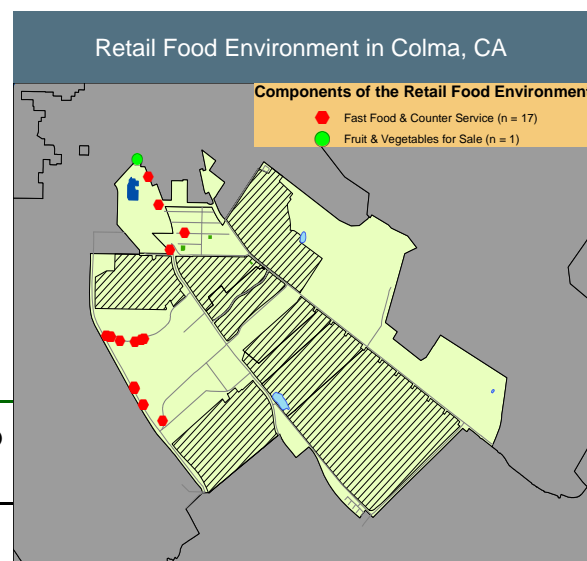 Retail Food Environment in Colma, CA
Components of the Retail Food Environment
Fast Food & Counter Service (n = 17)
Fruit & Vegetables for Sale (n = 1)